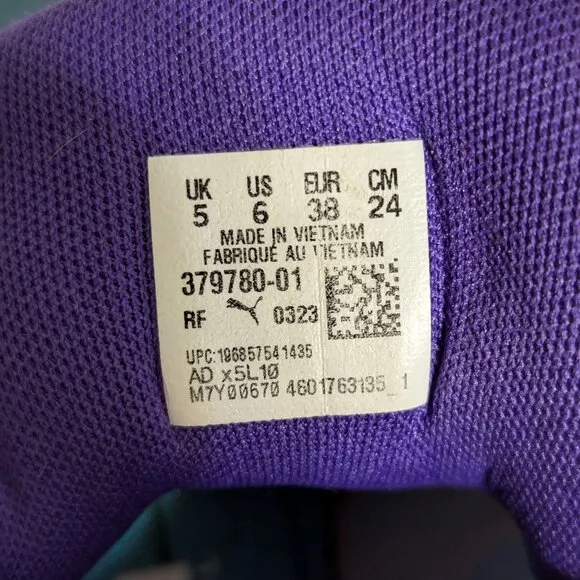 UK US EUR CM
5 6 38 24
MADE IN VIETNAM
FABRIQUÉ AU VIETNAM
379780-01
RF 0323
UPC:196857541435
AD x5L10
M7Y00670 4601763135_1